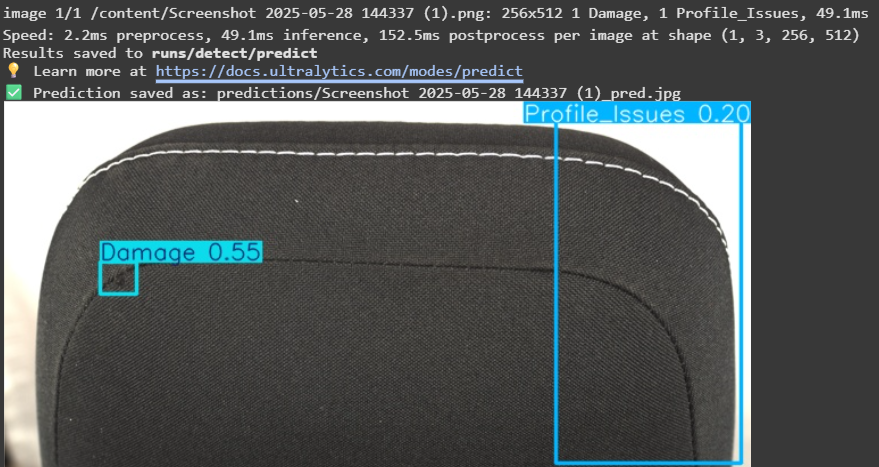 image 1/1 /content/Screenshot 2025-05-28 144337 (1).png: 256x512 1 Damage, 1 Profile_Issues, 49.1ms
Speed: 2.2ms preprocess, 49.1ms inference, 152.5ms postprocess per image at shape (1, 3, 256, 512)
Results saved to runs/detect/predict
💡 Learn more at https://docs.ultralytics.com/modes/predict
✅ Prediction saved as: predictions/Screenshot 2025-05-28 144337 (1)_pred.jpg
Profile_Issues 0.20
Damage 0.55